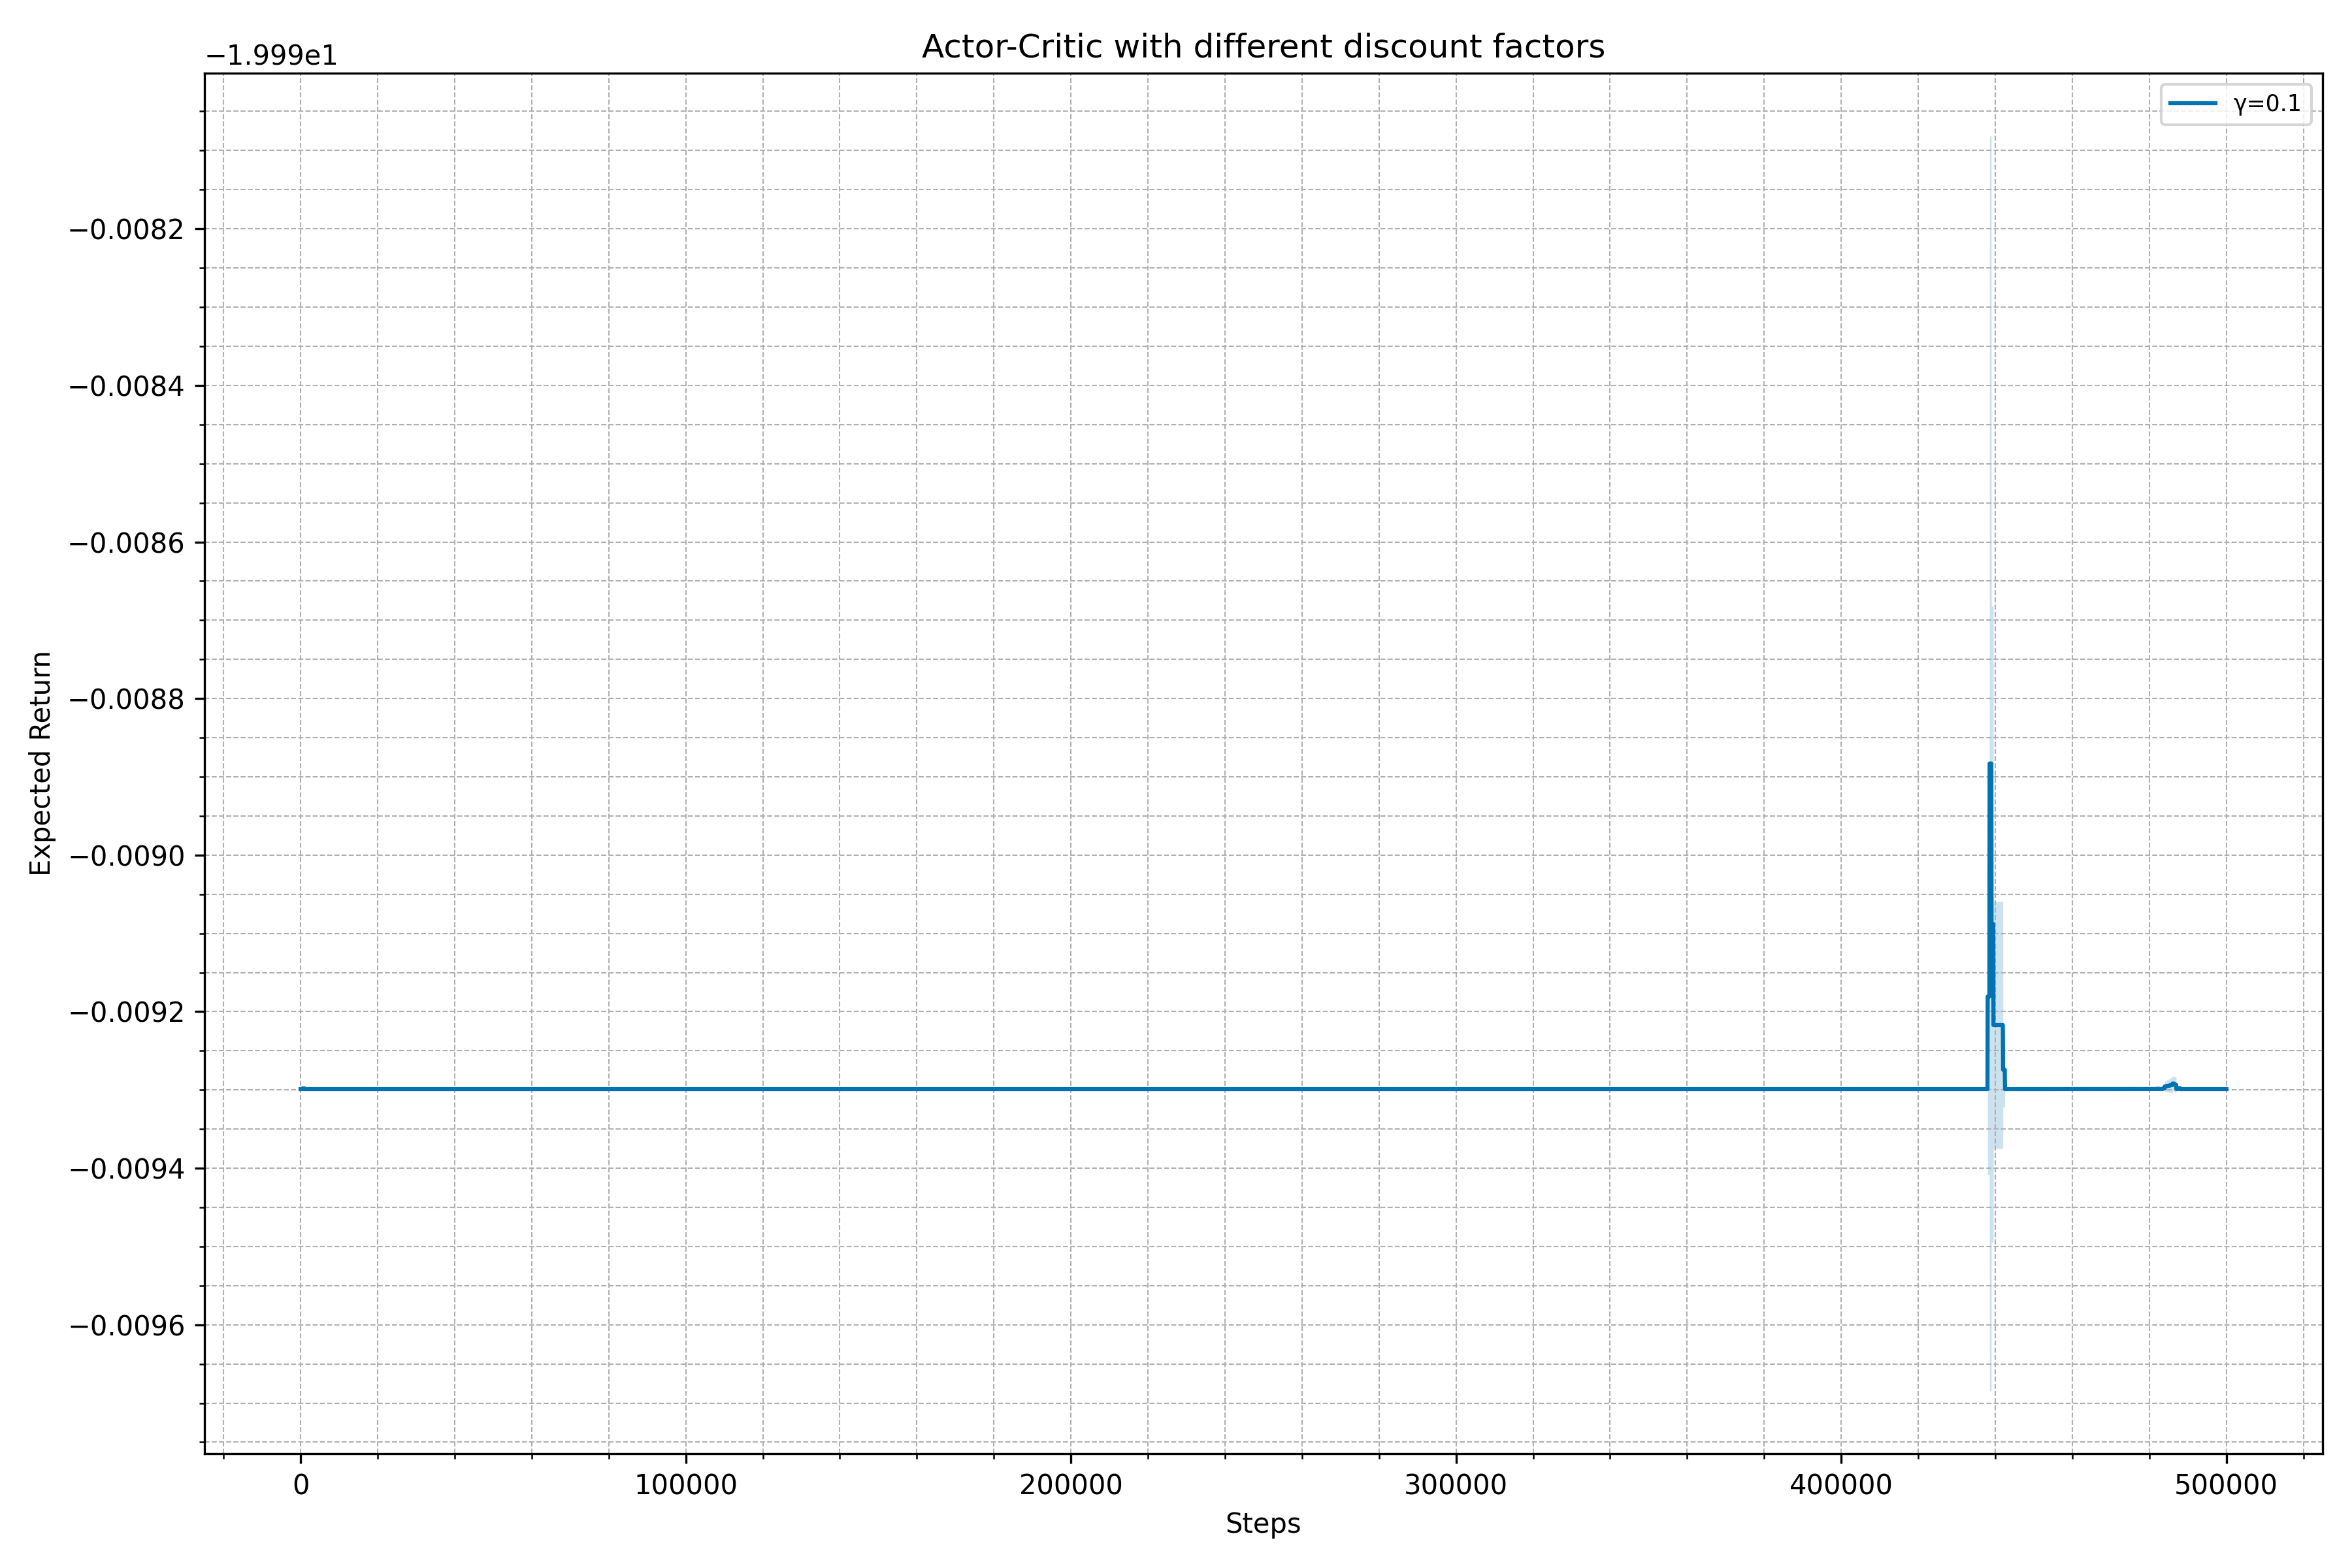 Actor-Critic with different discount factors
−1.999e1
γ=0.1
−0.0082
−0.0084
−0.0086
−0.0088
−0.0090
−0.0092
−0.0094
−0.0096
Expected Return
0 100000 200000 300000 400000 500000
Steps